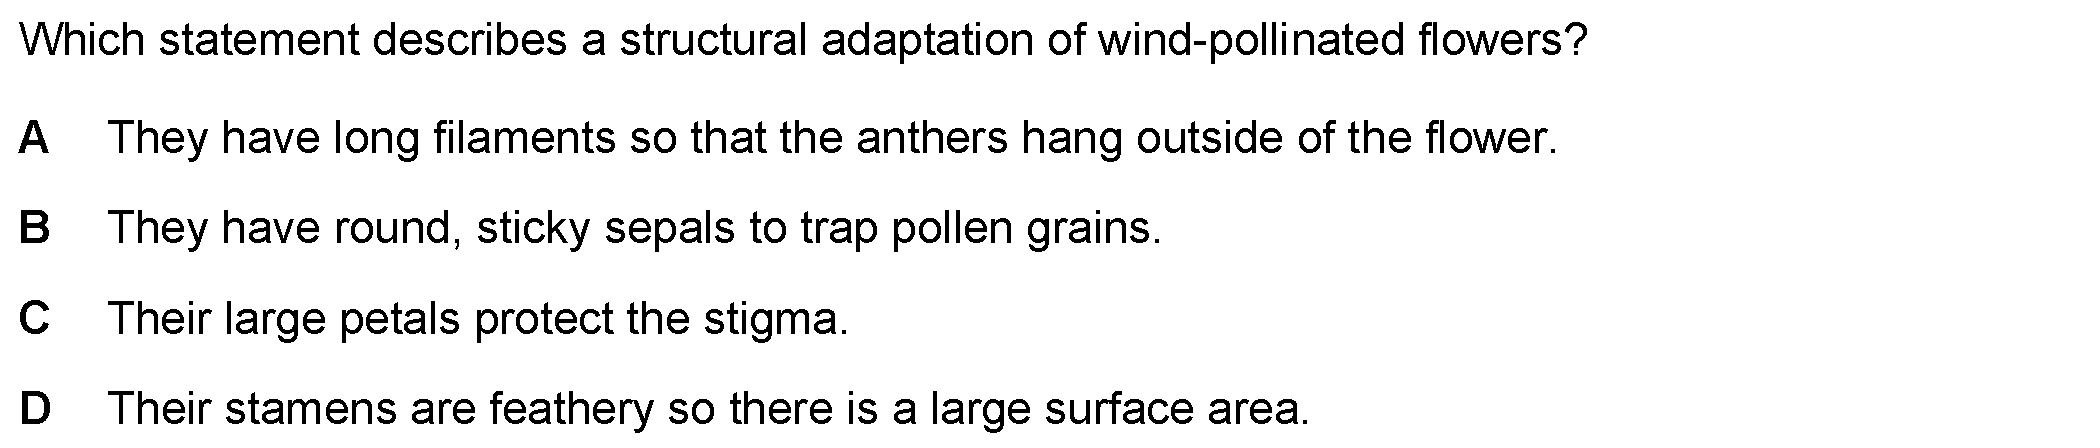 Which statement describes a structural adaptation of wind-pollinated flowers?
A They have long filaments so that the anthers hang outside of the flower.
B They have round, sticky sepals to trap pollen grains.
C Their large petals protect the stigma.
D Their stamens are feathery so there is a large surface area.